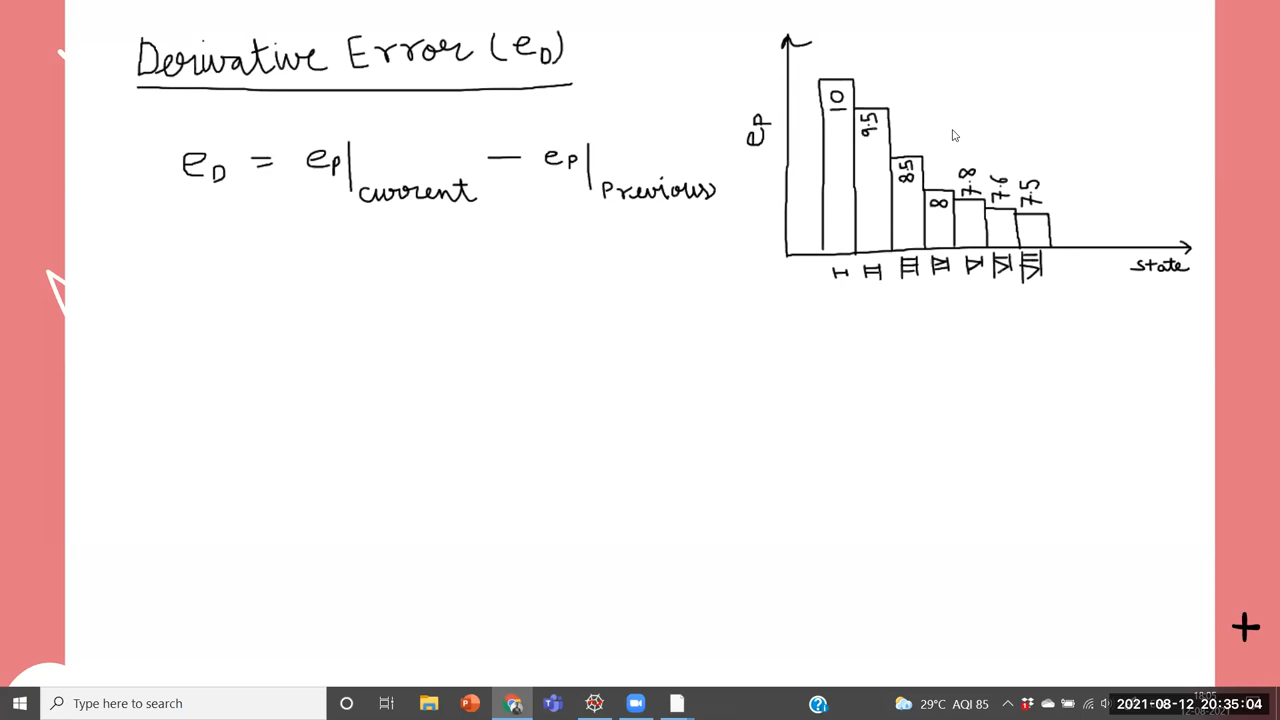 Derivative Error (eD)
eD = eP|current - eP|Previous
eP
10
9.5
8.5
8
7.8
7.6
7.5
I II III IV V VI VII
state
Type here to search
29°C AQI 85
2021-08-12 20:35:04